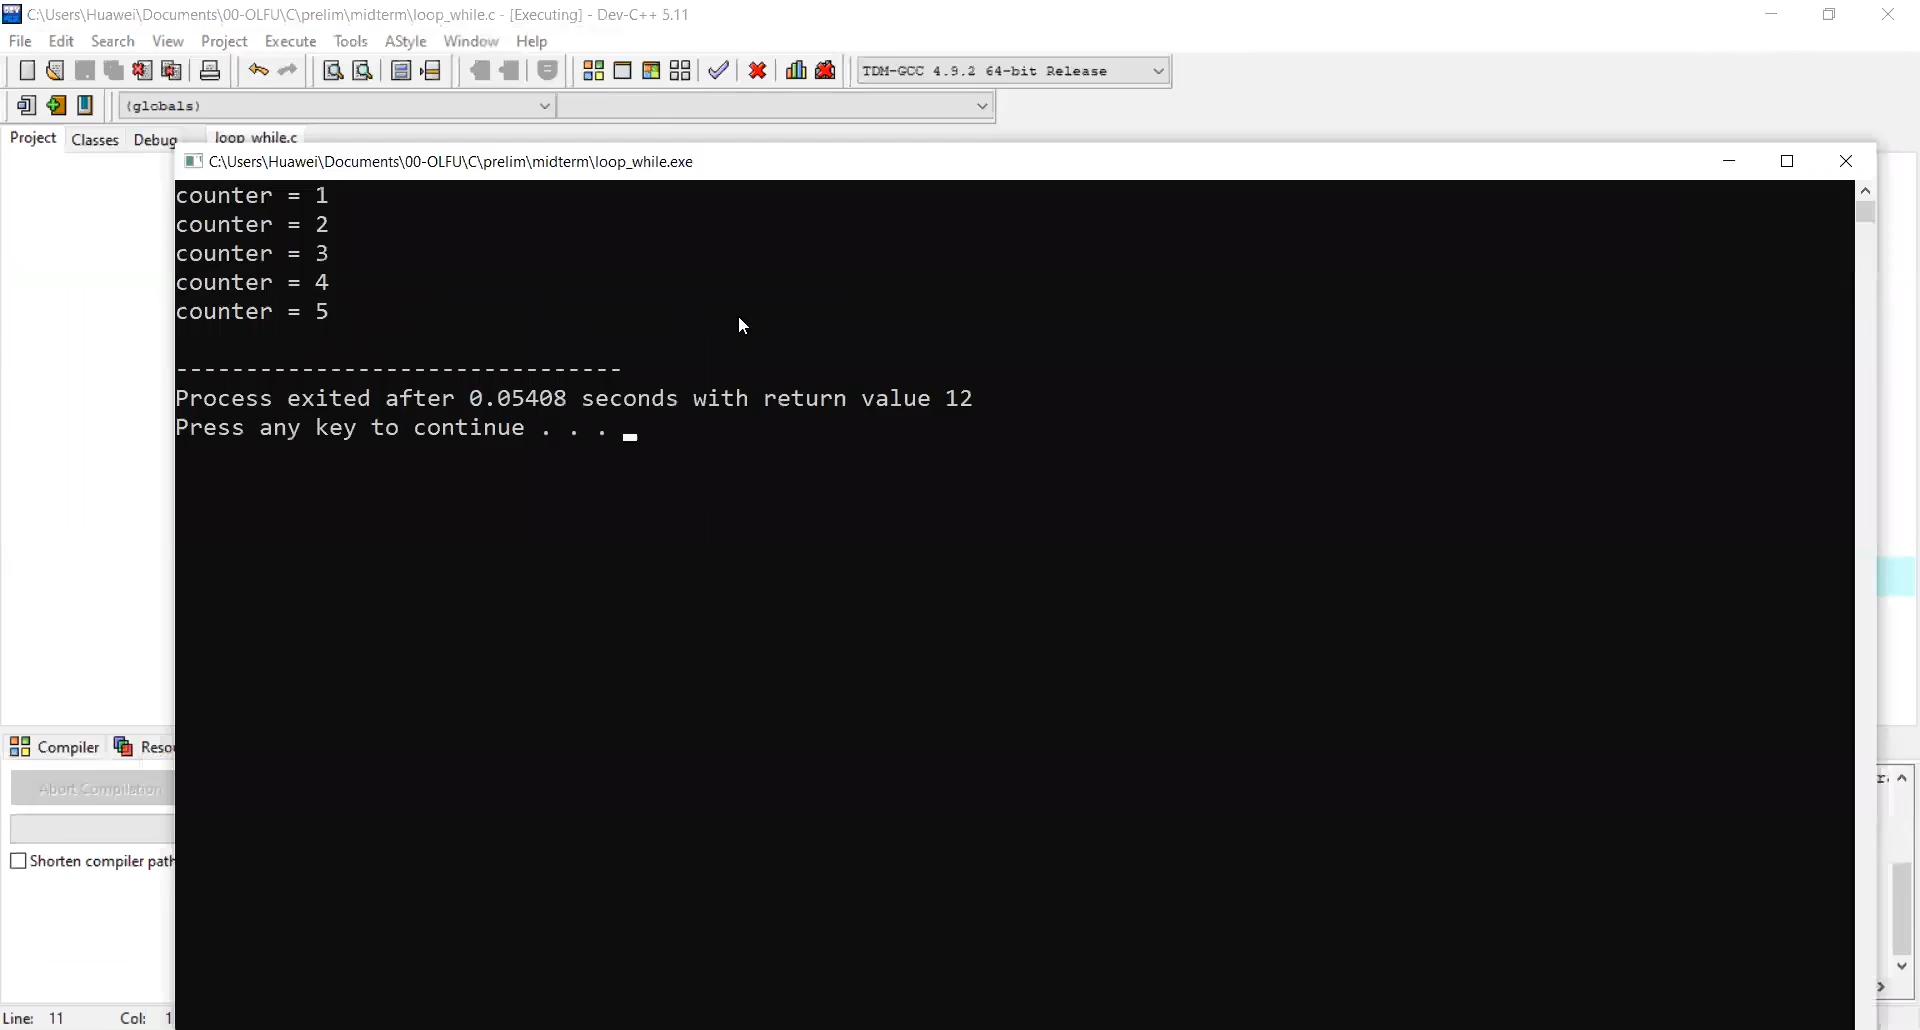 C:\Users\Huawei\Documents\00-OLFU\C\prelim\midterm\loop_while.c - [Executing] - Dev-C++ 5.11
File Edit Search View Project Execute Tools AStyle Window Help
TDM-GCC 4.9.2 64-bit Release
(globals)
Project Classes Debug loop_while.c
C:\Users\Huawei\Documents\00-OLFU\C\prelim\midterm\loop_while.exe
counter = 1
counter = 2
counter = 3
counter = 4
counter = 5
-------------------------------- 
Process exited after 0.05408 seconds with return value 12
Press any key to continue . . .
Compiler Resou
Abort Compilation
Shorten compiler path
Line: 11 Col: 1